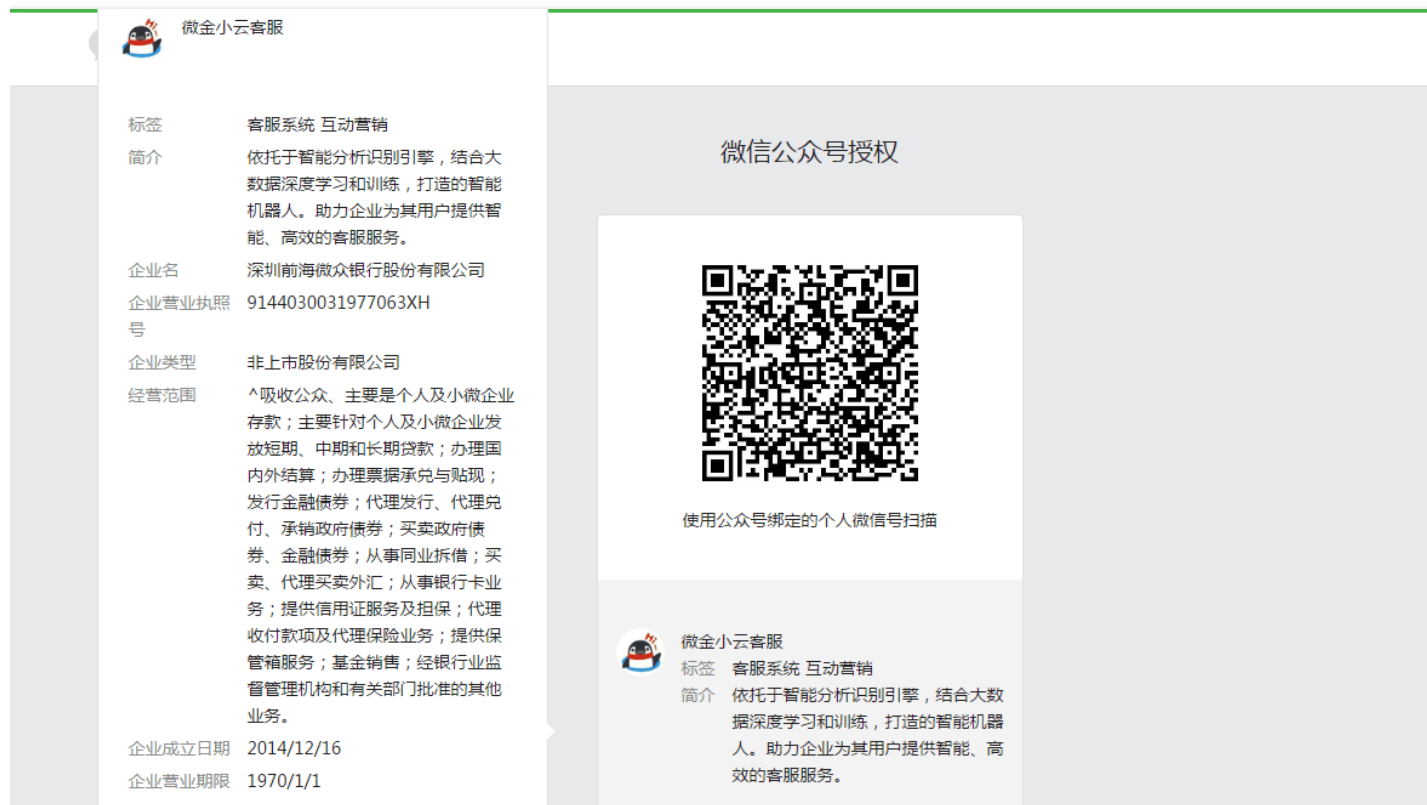 微金小云客服
标签 客服系统 互动营销
简介 依托于智能分析识别引擎，结合大
数据深度学习和训练，打造的智能
机器人。助力企业为其用户提供智
能、高效的客服服务。
企业名 深圳前海微众银行股份有限公司
企业营业执照 9144030031977063XH
号
企业类型 非上市股份有限公司
经营范围 ^吸收公众、主要是个人及小微企业
存款；主要针对个人及小微企业发
放短期、中期和长期贷款；办理国
内外结算；办理票据承兑与贴现；
发行金融债券；代理发行、代理兑
付、承销政府债券；买卖政府债
券、金融债券；从事同业拆借；买
卖、代理买卖外汇；从事银行卡业
务；提供信用证服务及担保；代理
收付款项及代理保险业务；提供保
管箱服务；基金销售；经银行业监
督管理机构和有关部门批准的其他
业务。
企业成立日期 2014/12/16
企业营业期限 1970/1/1
微信公众号授权
使用公众号绑定的个人微信号扫描
微金小云客服
标签 客服系统 互动营销
简介 依托于智能分析识别引擎，结合大数
据深度学习和训练，打造的智能机器
人。助力企业为其用户提供智能、高
效的客服服务。